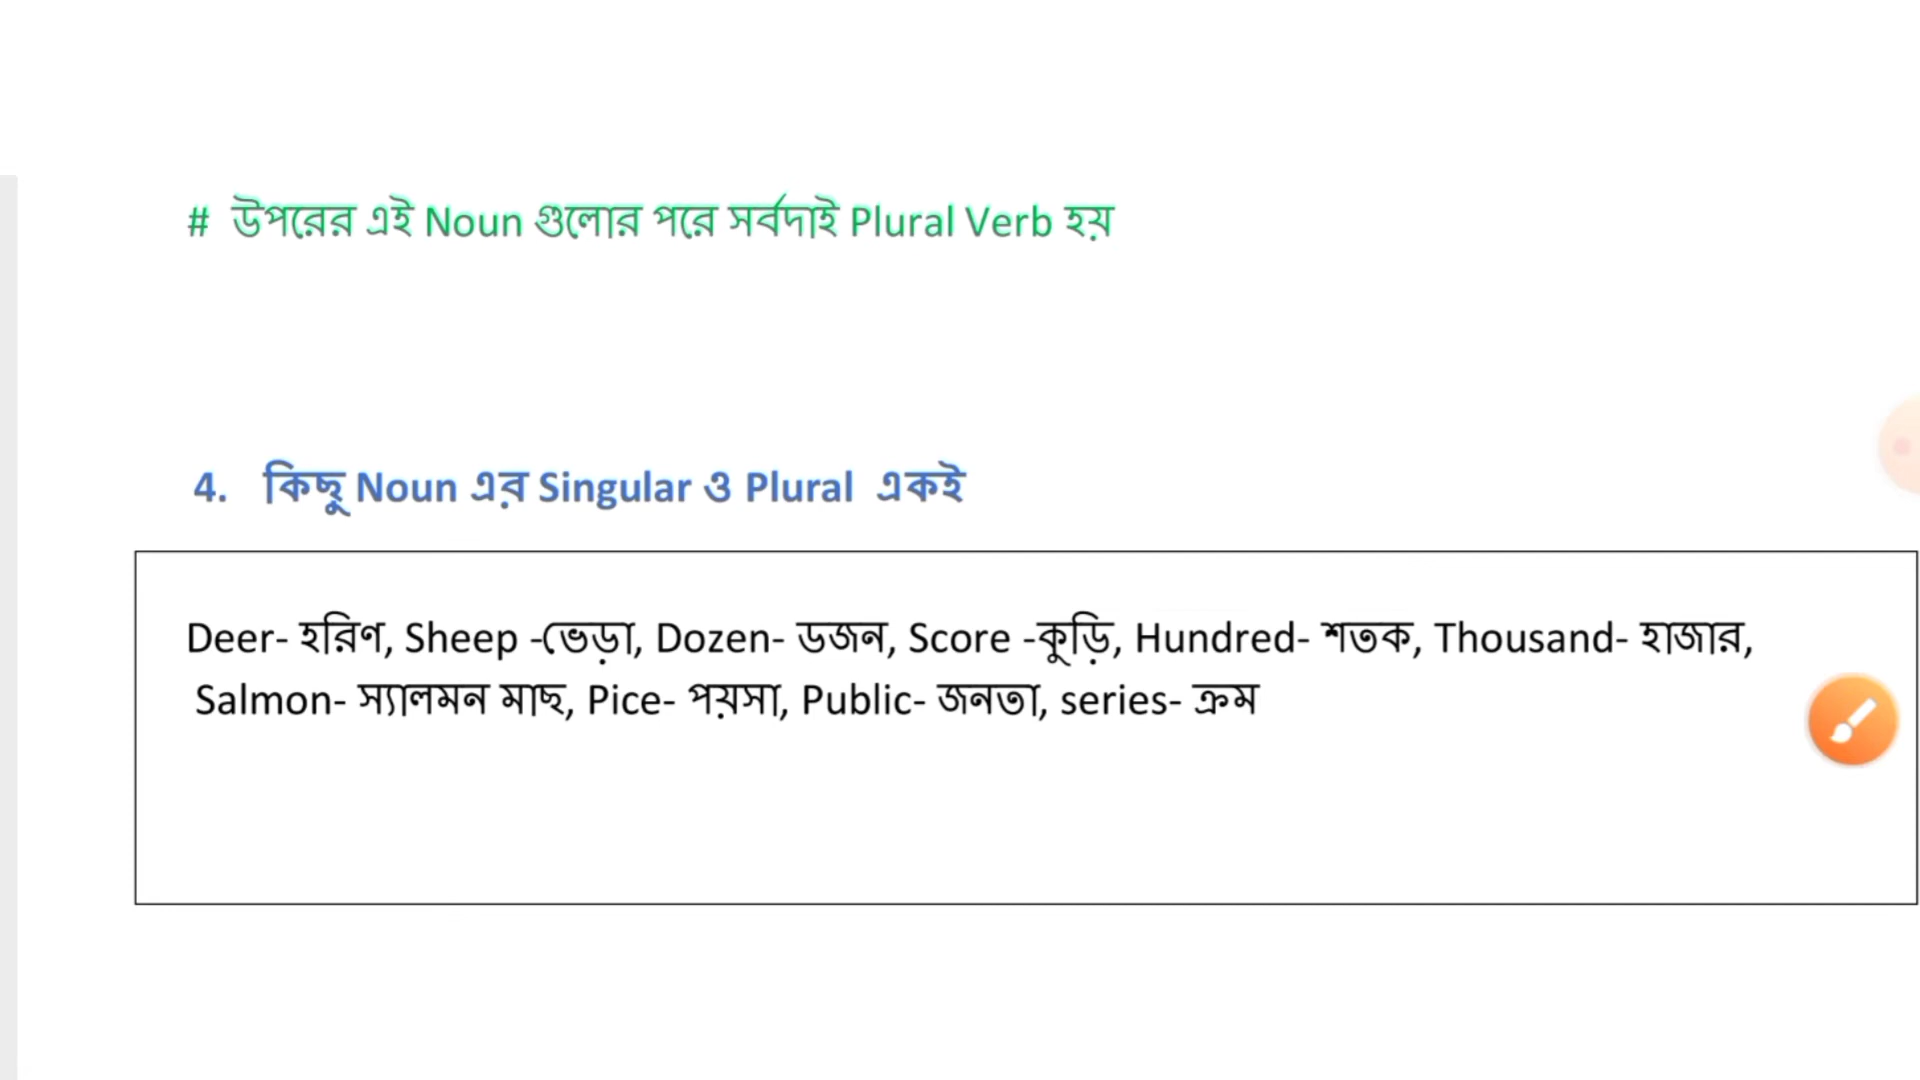 # উপরের এই Noun গুলোর পরে সর্বদাই Plural Verb হয়
4. কিছু Noun এর Singular ও Plural একই
Deer- হরিণ, Sheep -ভেড়া, Dozen- ডজন, Score -কুড়ি, Hundred- শতক, Thousand- হাজার,
Salmon- স্যালমন মাছ, Pice- পয়সা, Public- জনতা, series- ক্রম